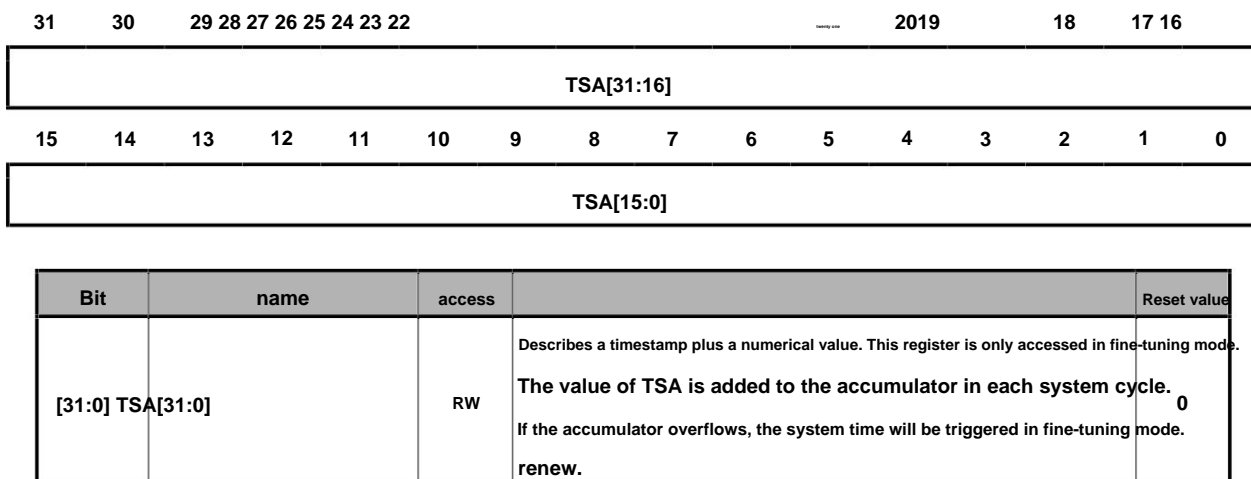 31 30 29 28 27 26 25 24 23 22 twenty one 2019 18 17 16
TSA[31:16]
15 14 13 12 11 10 9 8 7 6 5 4 3 2 1 0
TSA[15:0]
Bit name access Reset value
Describes a timestamp plus a numerical value. This register is only accessed in fine-tuning mode.
The value of TSA is added to the accumulator in each system cycle.
[31:0] TSA[31:0] RW 0
If the accumulator overflows, the system time will be triggered in fine-tuning mode.
renew.